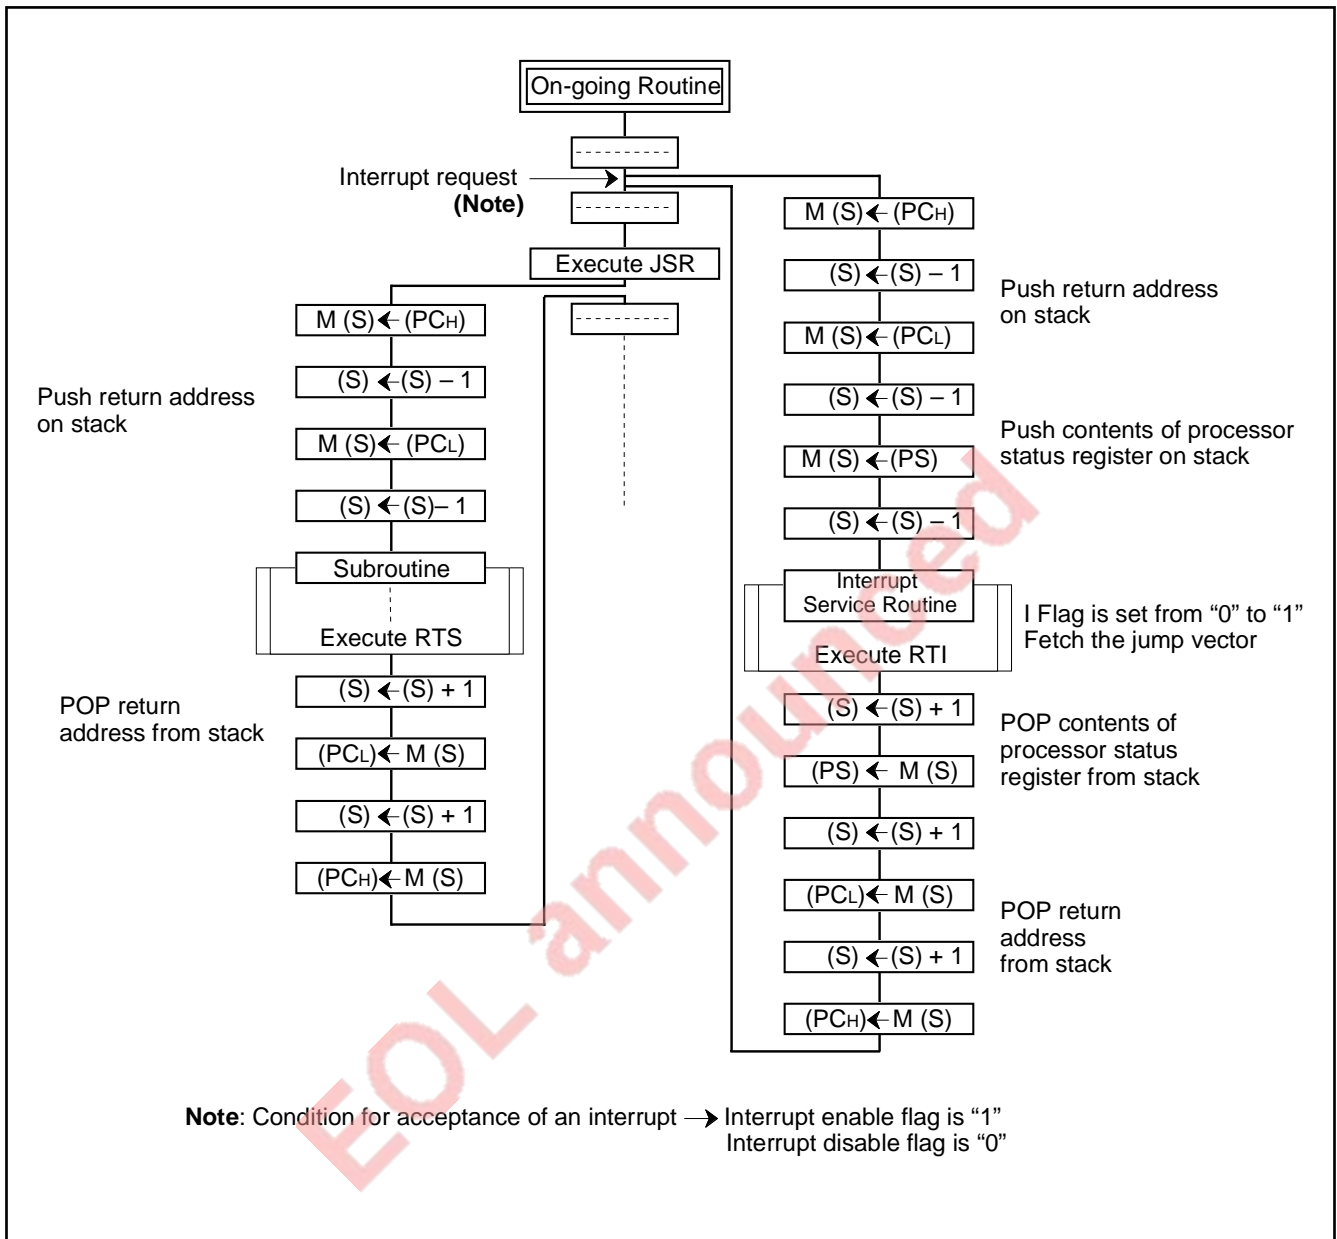 On-going Routine
Interrupt request
(Note)
Execute JSR
M (S) ← (PCH)
(S) ← (S) – 1
M (S) ← (PCL)
(S) ← (S)– 1
Push return address
on stack
Subroutine
Execute RTS
(S) ← (S) + 1
(PCL) ← M (S)
(S) ← (S) + 1
(PCH) ← M (S)
POP return
address from stack
M (S) ← (PCH)
(S) ← (S) – 1
M (S) ← (PCL)
(S) ← (S) – 1
M (S) ← (PS)
(S) ← (S) – 1
Push return address
on stack
Push contents of processor
status register on stack
Interrupt
Service Routine
Execute RTI
I Flag is set from “0” to “1”
Fetch the jump vector
(S) ← (S) + 1
(PS) ← M (S)
(S) ← (S) + 1
(PCL) ← M (S)
(S) ← (S) + 1
(PCH) ← M (S)
POP contents of
processor status
register from stack
POP return
address
from stack
Note: Condition for acceptance of an interrupt → Interrupt enable flag is “1”
Interrupt disable flag is “0”
EOL announced